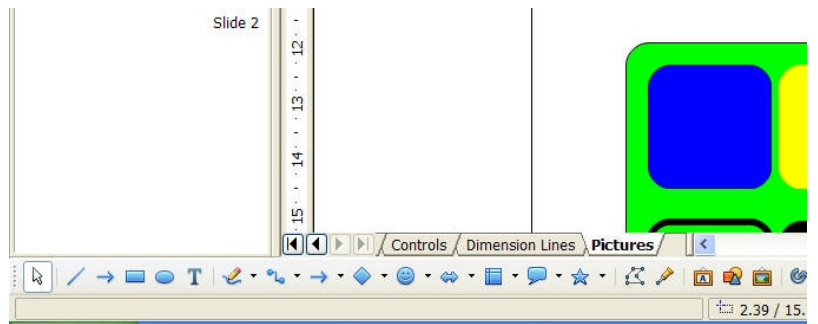 Slide 2
12
13
14
15
Controls Dimension Lines Pictures
T
A
2.39 / 15.